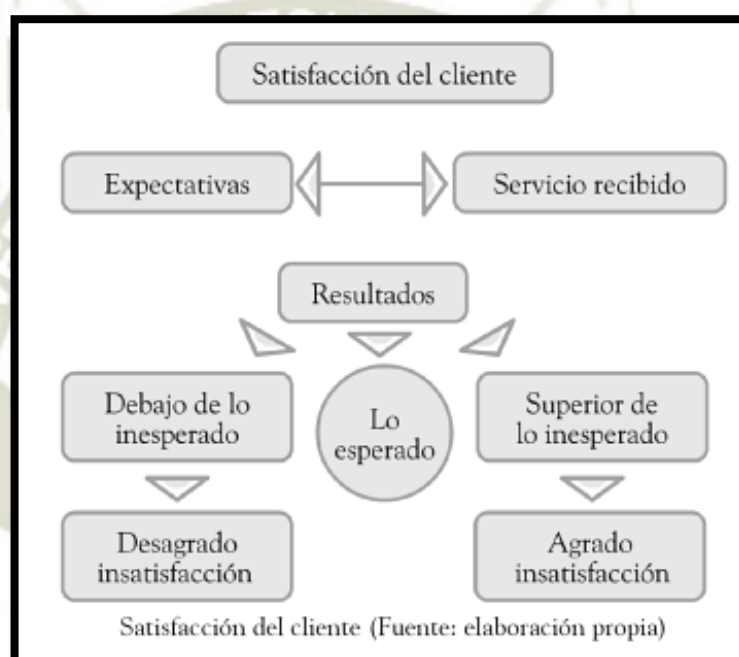 Satisfacción del cliente
Expectativas
Servicio recibido
Resultados
Debajo de lo
inesperado
Lo
esperado
Superior de
lo inesperado
Desagrado
insatisfacción
Agrado
insatisfacción
Satisfacción del cliente (Fuente: elaboración propia)